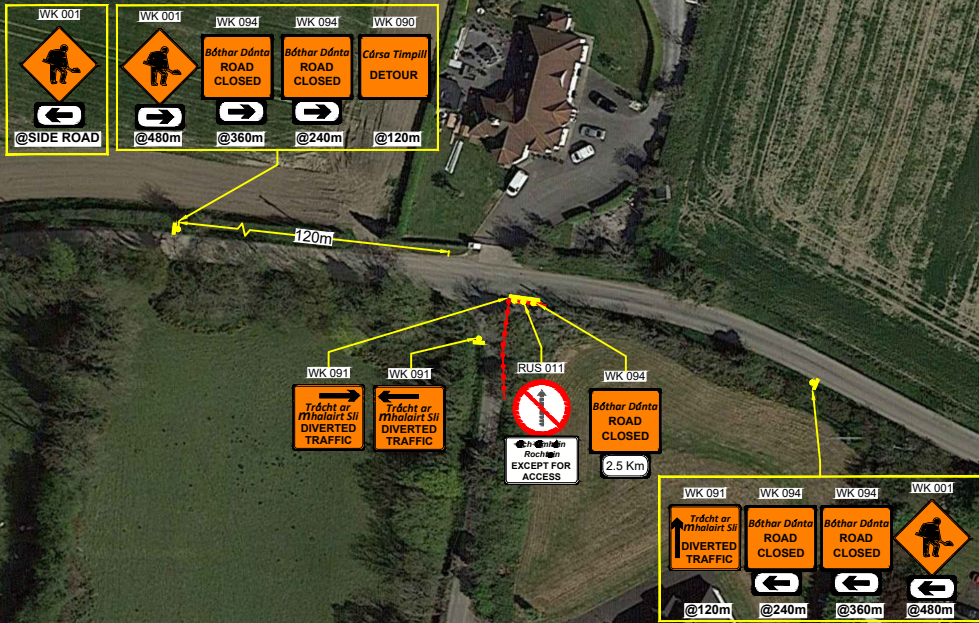 WK 001
@SIDE ROAD
WK 001
@480m
WK 094
Bóthar Dúnta
ROAD
CLOSED
@360m
WK 094
Bóthar Dúnta
ROAD
CLOSED
@240m
WK 090
Cúrsa Timpill
DETOUR
@120m
120m
WK 091
Trácht ar
mhalairt Slí
DIVERTED
TRAFFIC
WK 091
Trácht ar
mhalairt Slí
DIVERTED
TRAFFIC
RUS 011
Rochtain
EXCEPT FOR
ACCESS
WK 094
Bóthar Dúnta
ROAD
CLOSED
2.5 Km
WK 091
Trácht ar
mhalairt Slí
DIVERTED
TRAFFIC
@120m
WK 094
Bóthar Dúnta
ROAD
CLOSED
@240m
WK 094
Bóthar Dúnta
ROAD
CLOSED
@360m
WK 001
@480m